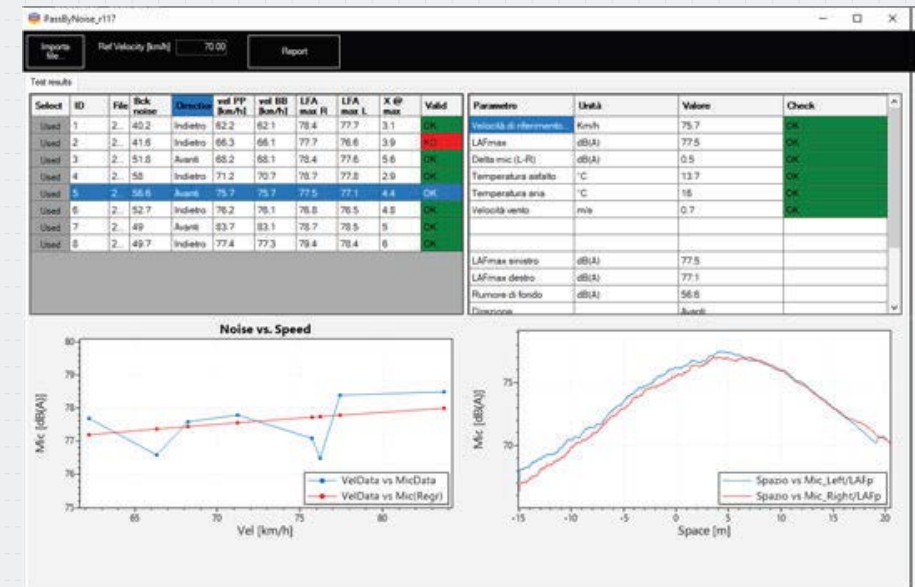 PassByNoise_r117
Importa file... Ref Velocity [km/h] 70.00 Report
Test results
Select ID File Bck noise Direction vel PP [km/h] vel BB [km/h] LFA max R LFA max L X @ max Valid
Used 1 2... 40.2 Indietro 62.2 62.1 78.4 77.7 3.1 OK
Used 2 2... 41.6 Indietro 66.3 66.1 77.7 76.6 3.9 KO
Used 3 2... 51.8 Avanti 68.2 68.1 78.4 77.6 5.6 OK
Used 4 2... 58 Indietro 71.2 70.7 78.7 77.8 2.9 OK
Used 5 2... 56.6 Avanti 75.7 75.7 77.5 77.1 4.4 OK
Used 6 2... 52.7 Indietro 76.2 76.1 76.8 76.5 4.8 OK
Used 7 2... 49 Avanti 83.7 83.1 78.7 78.5 5 OK
Used 8 2... 49.7 Indietro 77.4 77.3 79.4 78.4 6 OK
Parametro Unità Valore Check
Velocità di riferimento... Km/h 75.7 OK
LAFmax dB(A) 77.5 OK
Delta mic (L-R) dB(A) 0.5 OK
Temperatura asfalto °C 13.7 OK
Temperatura aria °C 16 OK
Velocità vento m/s 0.7 OK
LAFmax sinistro dB(A) 77.5
LAFmax destro dB(A) 77.1
Rumore di fondo dB(A) 56.6
Direzione Avanti
Noise vs. Speed
Mic [dB(A)]
80
79
78
77
76
75
65 70 75 80
Vel [km/h]
VelData vs MicData
VelData vs Mic(Regr)
Mic [dB(A)]
75
70
-15 -10 -5 0 5 10 15 20
Space [m]
Spazio vs Mic_Left/LAFp
Spazio vs Mic_Right/LAFp